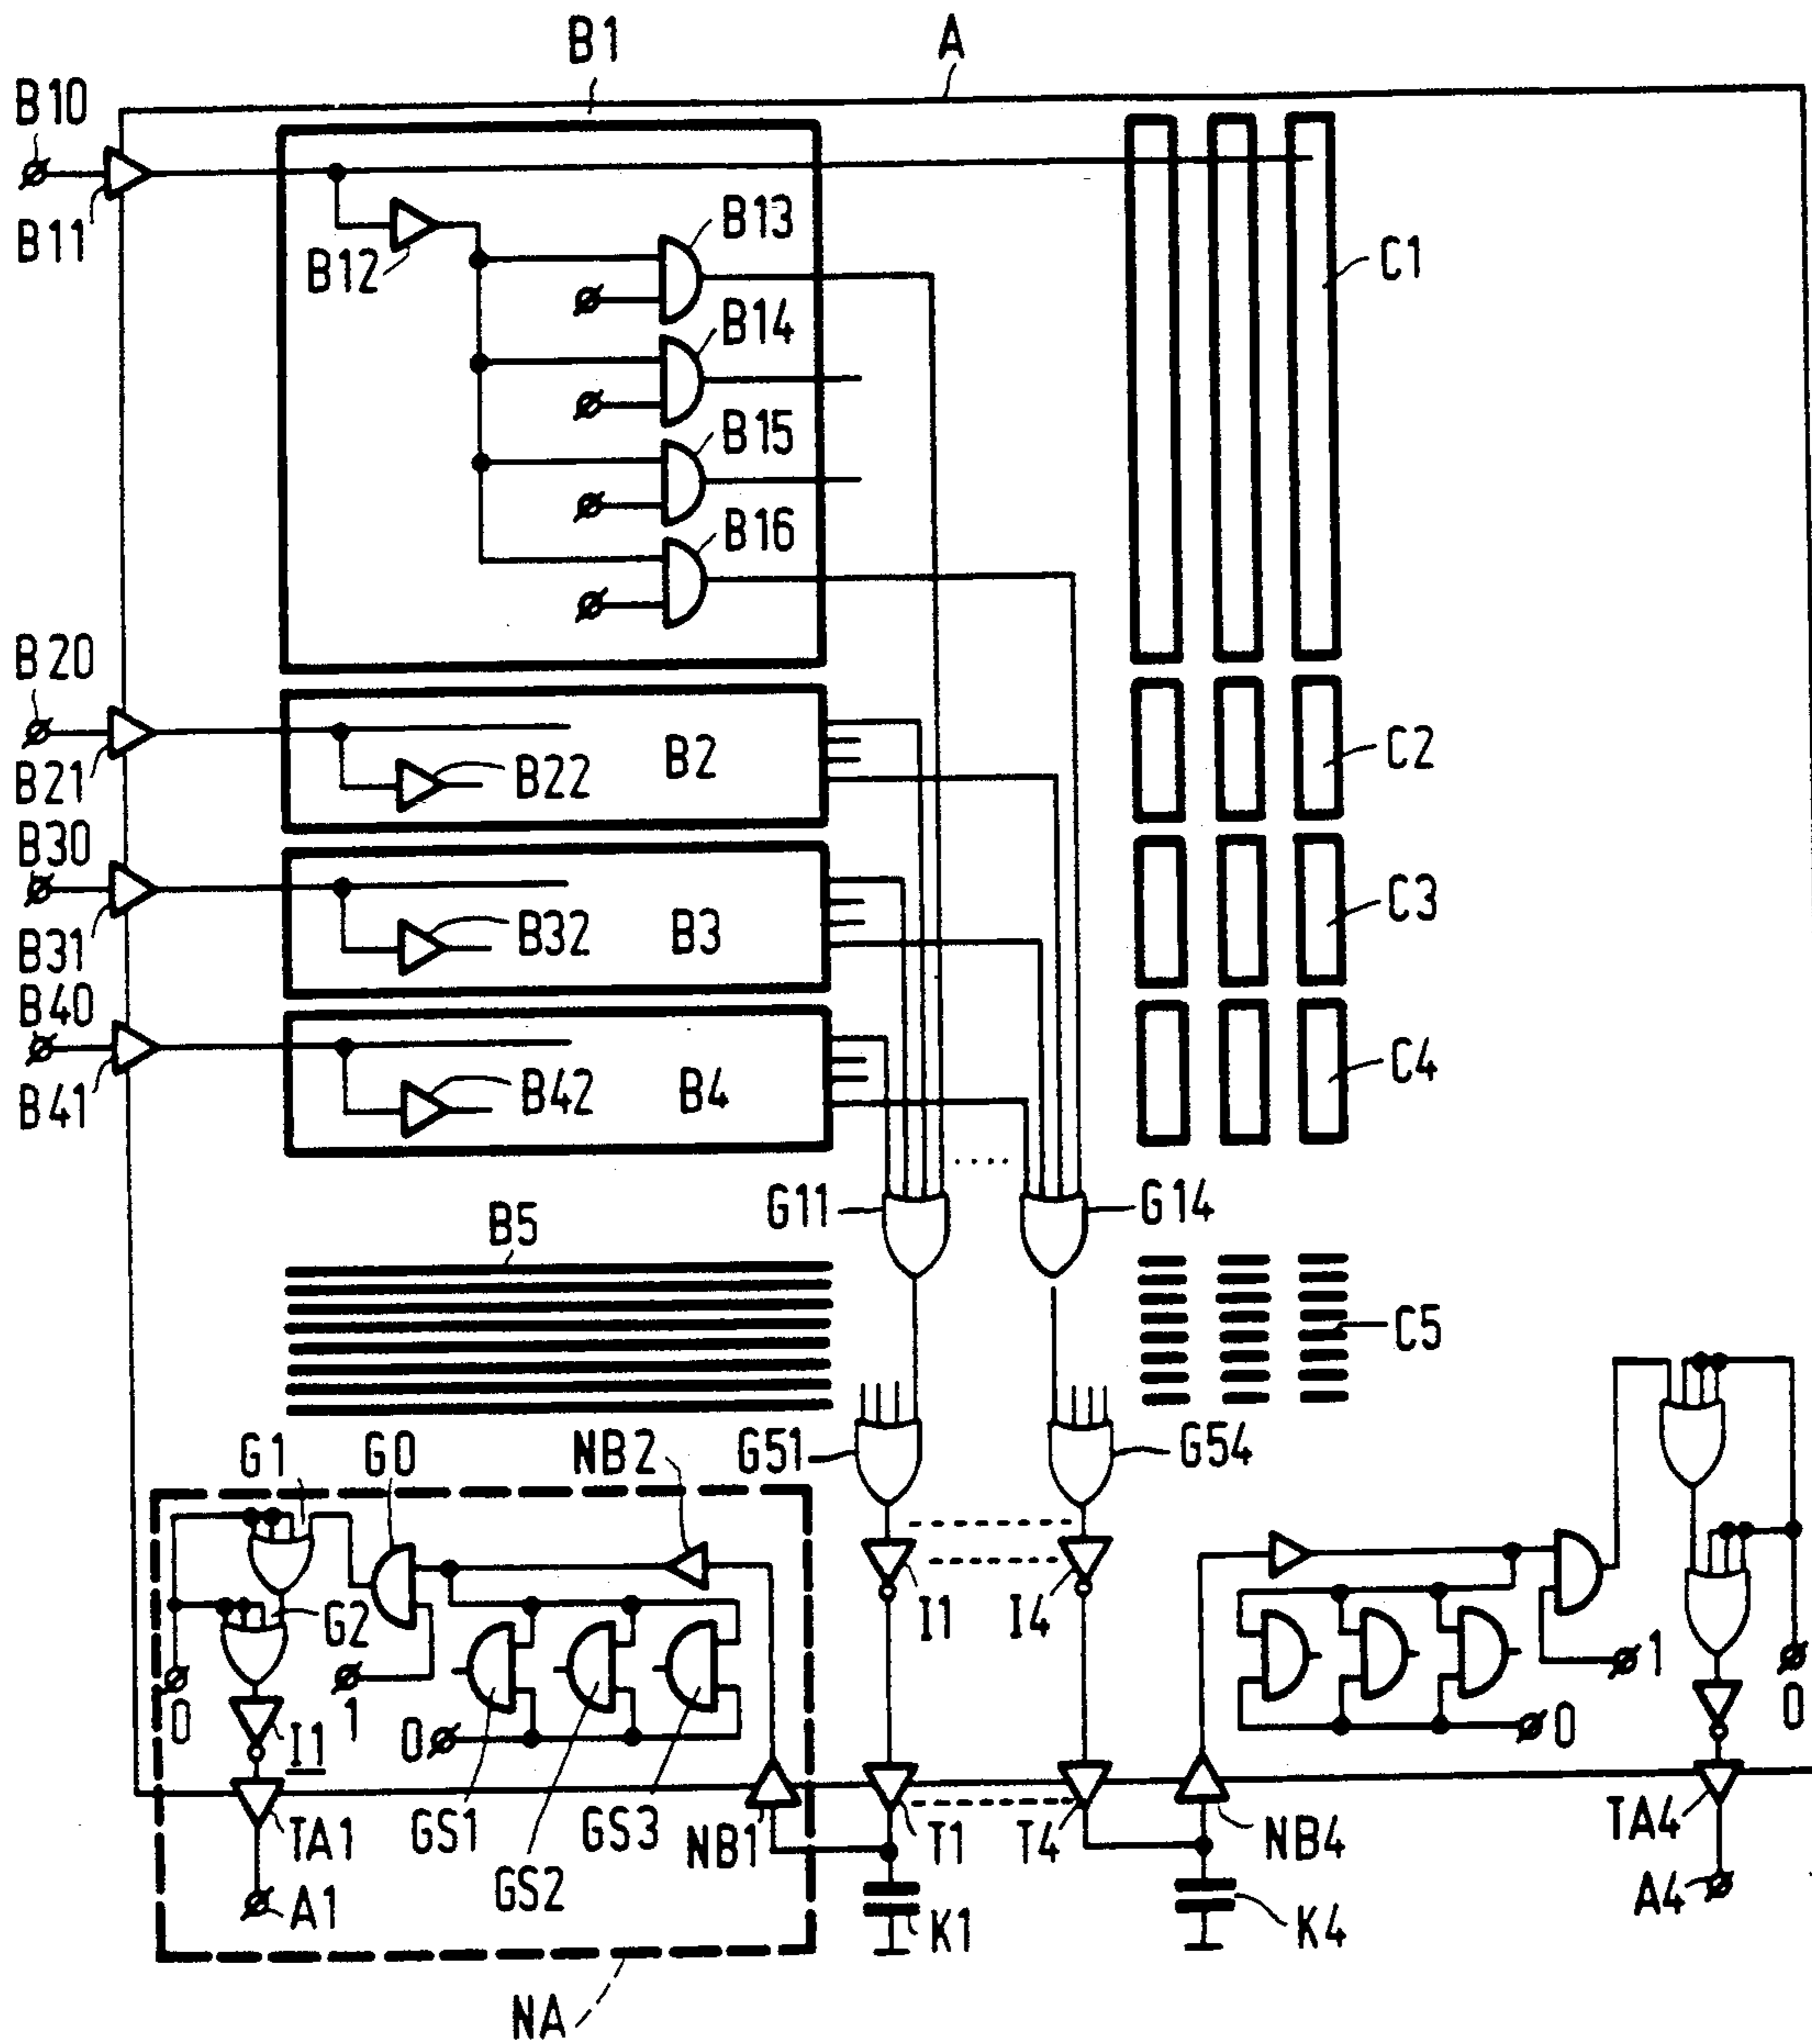 B1 A
B10
B11
B12
B13
B14
B15
B16
C1
B20
B21
B22
B2
C2
B30
B31
B32
B3
C3
B40
B41
B42
B4
C4
....
G11 G14
B5
C5
G1 G0 NB2 G51 G54
G2
I1 I4
0 1 0 1 0 0
I1
TA1 GS1 GS2 GS3 NB1 T1 T4 NB4 TA4
A1 K1 K4 A4
NA